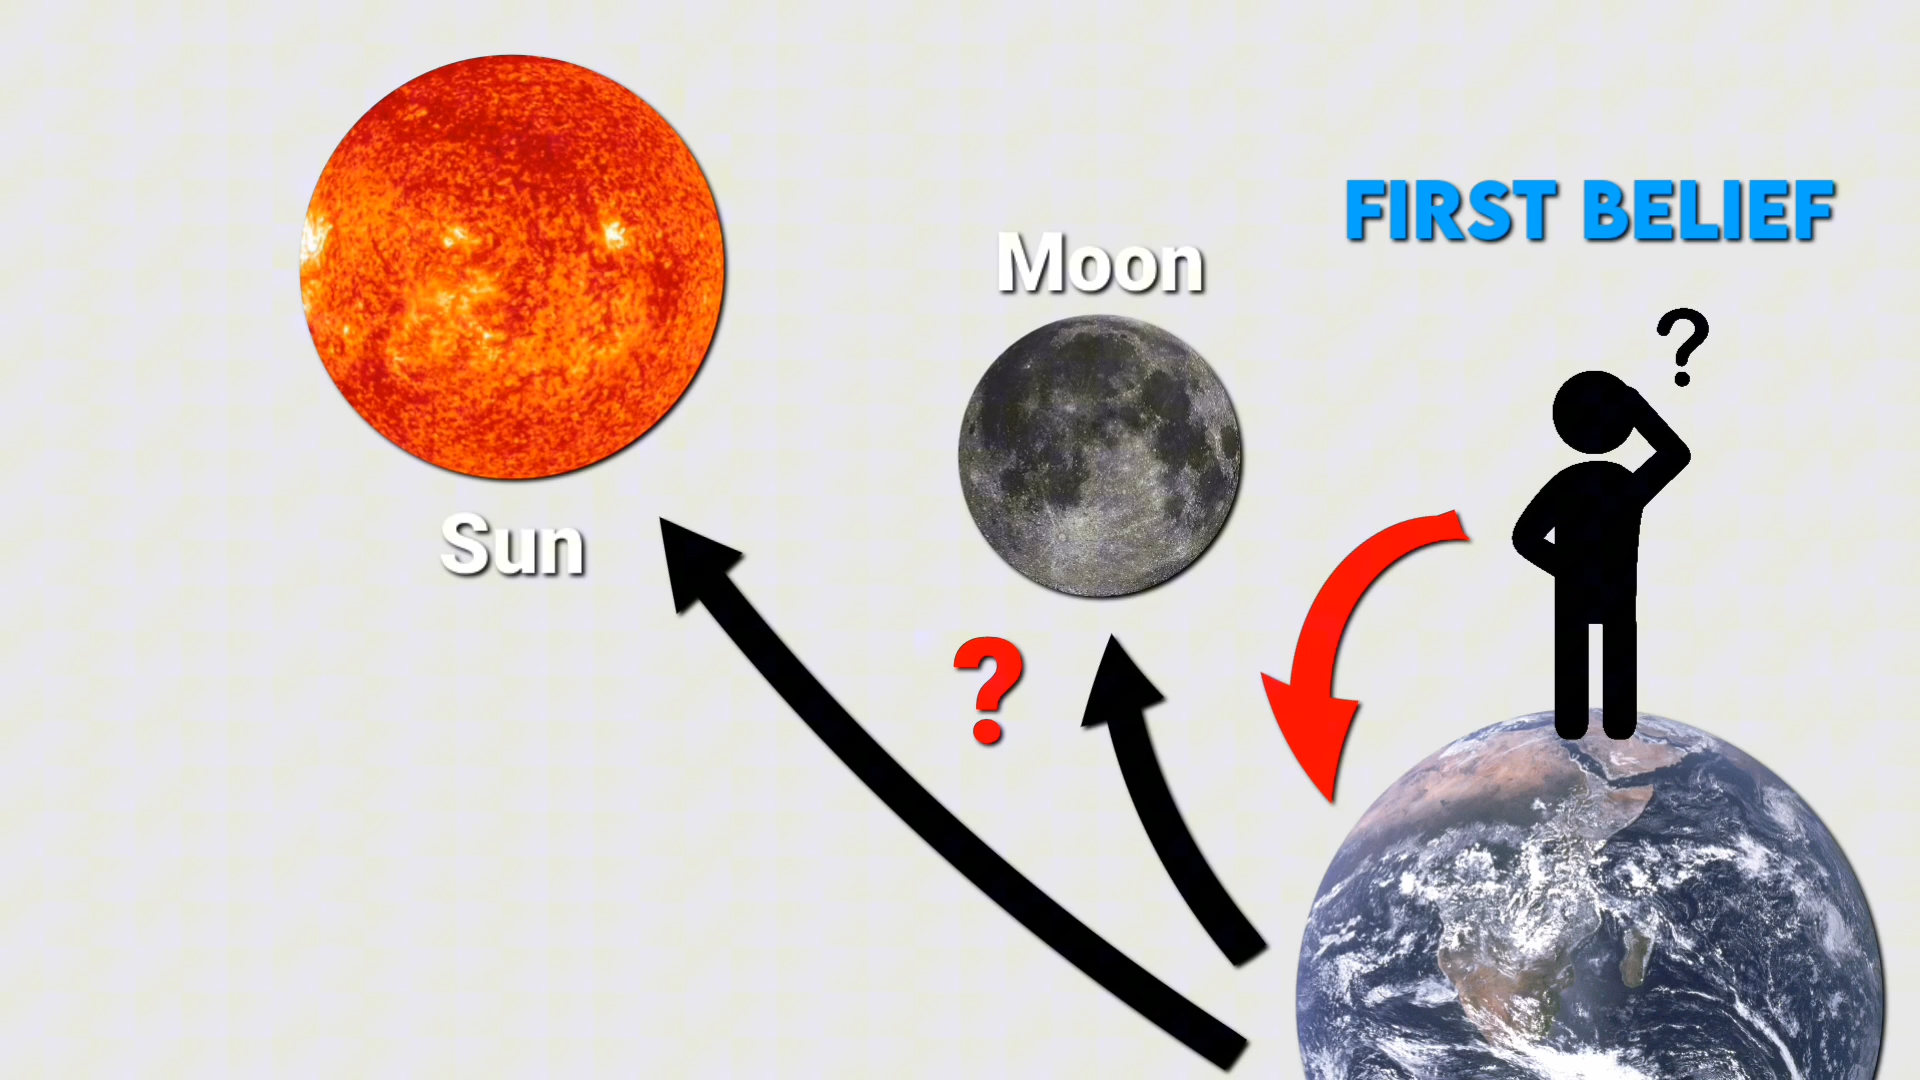 FIRST BELIEF
Moon
?
Sun
?